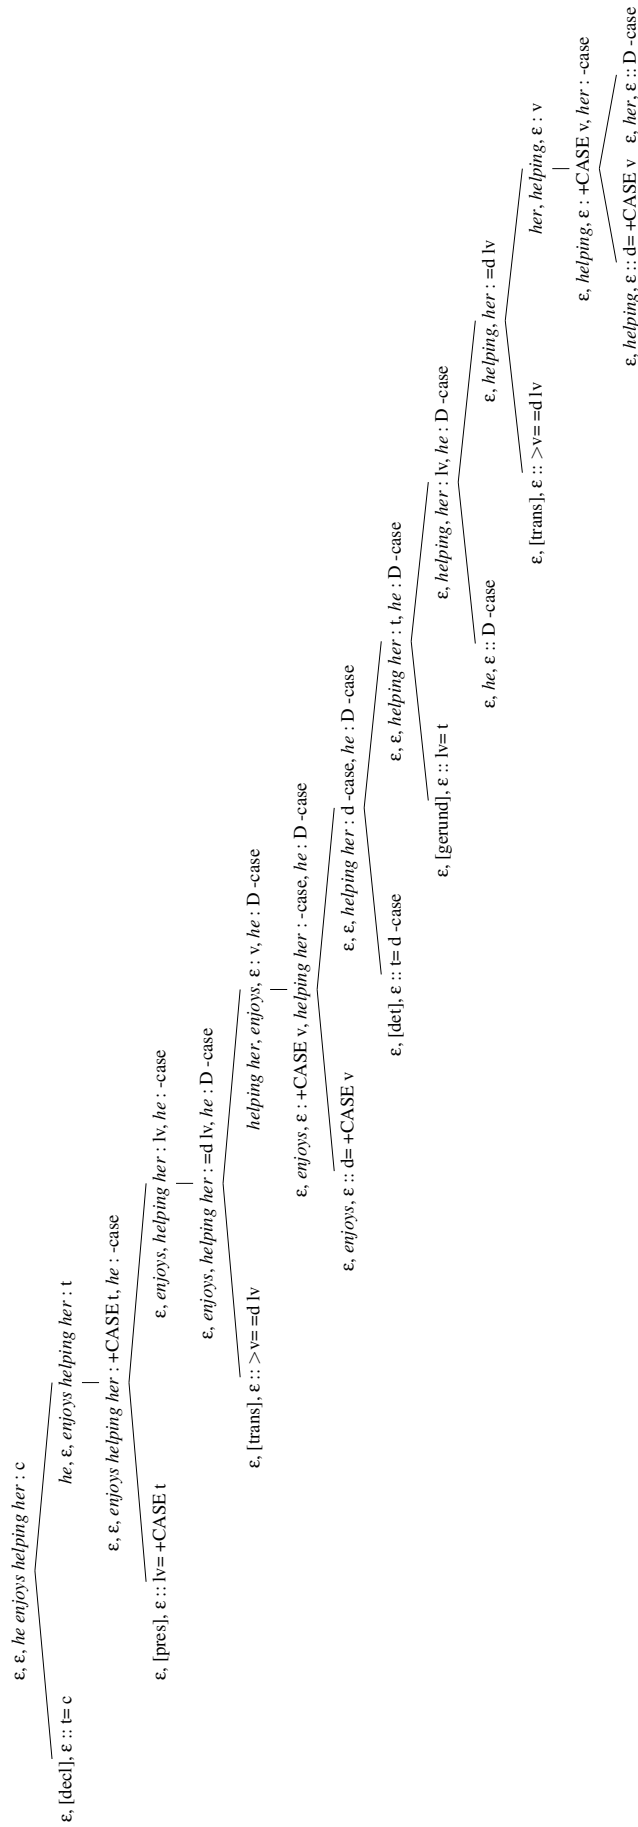 ε, ε, he enjoys helping her : c
ε, [decl], ε :: t= c
he, ε, enjoys helping her : t
ε, ε, enjoys helping her : +CASE t, he : -case
ε, [pres], ε :: lv= +CASE t
ε, enjoys, helping her : lv, he : -case
ε, enjoys, helping her : =d lv, he : D -case
ε, [trans], ε :: >v= =d lv
helping her, enjoys, ε : v, he : D -case
ε, enjoys, ε : +CASE v, helping her : -case, he : D -case
ε, enjoys, ε :: d= +CASE v
ε, ε, helping her : d -case, he : D -case
ε, [det], ε :: t= d -case
ε, ε, helping her : t, he : D -case
ε, [gerund], ε :: lv= t
ε, helping, her : lv, he : D -case
ε, he, ε :: D -case
ε, helping, her : =d lv
ε, [trans], ε :: >v= =d lv
her, helping, ε : v
ε, helping, ε : +CASE v, her : -case
ε, helping, ε :: d= +CASE v
ε, her, ε :: D -case